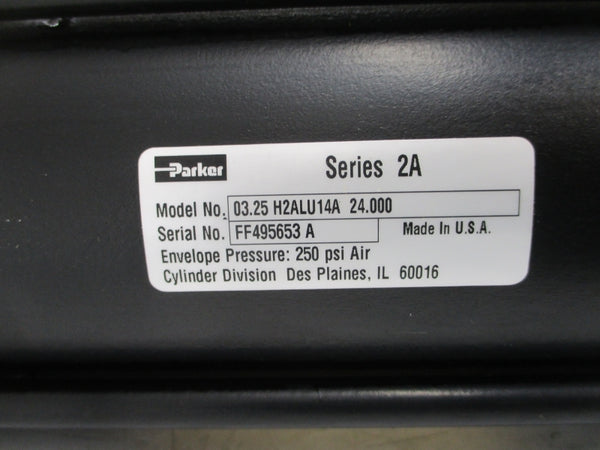 Parker Series 2A
Model No. 03.25 H2ALU14A 24.000
Serial No. FF495653 A Made In U.S.A.
Envelope Pressure: 250 psi Air
Cylinder Division Des Plaines, IL 60016